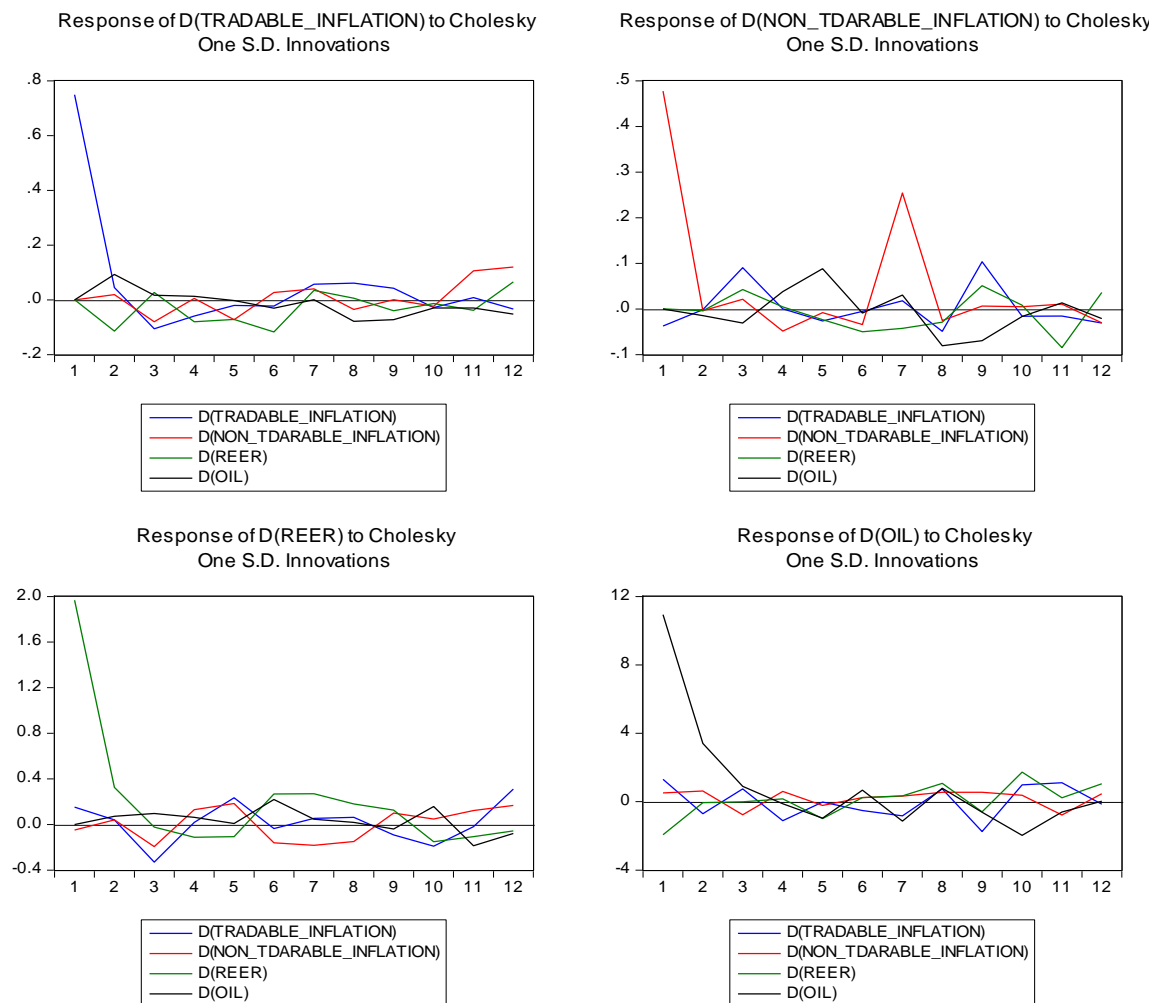 Response of D(TRADABLE_INFLATION) to Cholesky
One S.D. Innovations
.8
.6
.4
.2
.0
-.2
1 2 3 4 5 6 7 8 9 10 11 12
D(TRADABLE_INFLATION)
D(NON_TDARABLE_INFLATION)
D(REER)
D(OIL)
Response of D(NON_TDARABLE_INFLATION) to Cholesky
One S.D. Innovations
.5
.4
.3
.2
.1
.0
-.1
1 2 3 4 5 6 7 8 9 10 11 12
D(TRADABLE_INFLATION)
D(NON_TDARABLE_INFLATION)
D(REER)
D(OIL)
Response of D(REER) to Cholesky
One S.D. Innovations
2.0
1.6
1.2
0.8
0.4
0.0
-0.4
1 2 3 4 5 6 7 8 9 10 11 12
D(TRADABLE_INFLATION)
D(NON_TDARABLE_INFLATION)
D(REER)
D(OIL)
Response of D(OIL) to Cholesky
One S.D. Innovations
12
8
4
0
-4
1 2 3 4 5 6 7 8 9 10 11 12
D(TRADABLE_INFLATION)
D(NON_TDARABLE_INFLATION)
D(REER)
D(OIL)